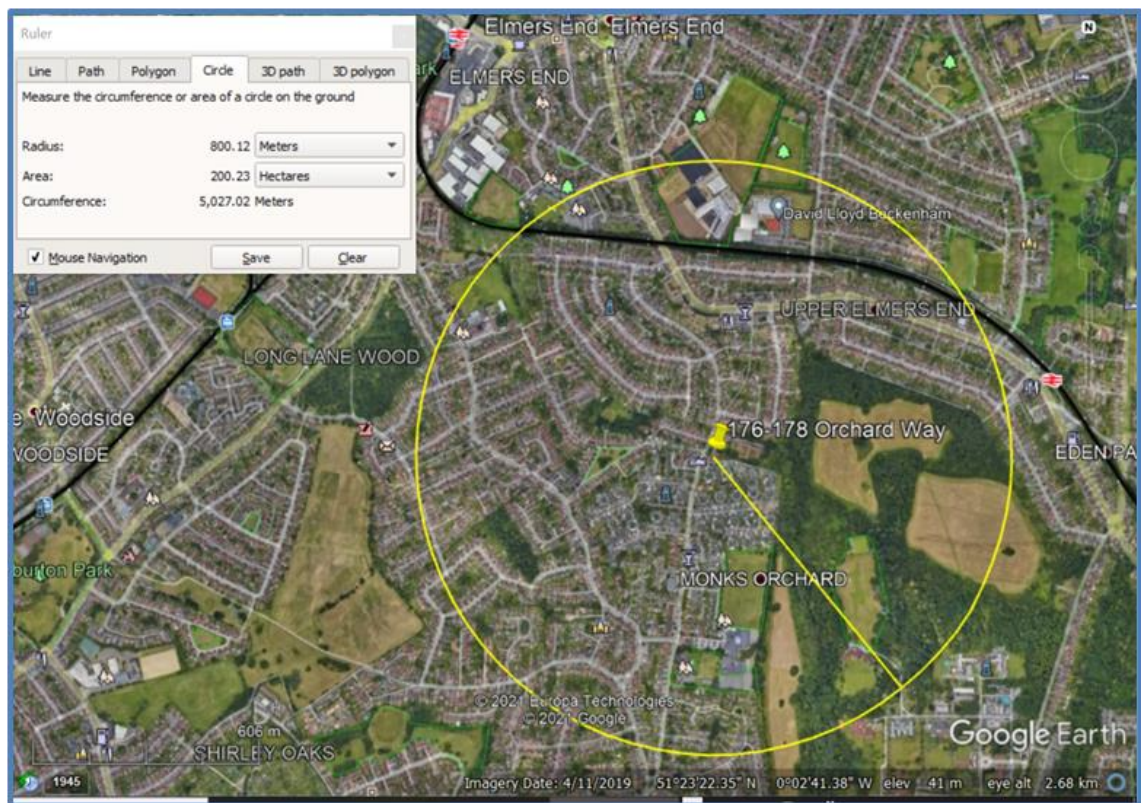 Ruler
Line Path Polygon Circle 3D path 3D polygon
Measure the circumference or area of a circle on the ground
Radius: 800.12 Meters
Area: 200.23 Hectares
Circumference: 5,027.02 Meters
Mouse Navigation Save Clear
Elmers End Elmers End
ELMERS END
N
David Lloyd Beckenham
UPPER ELMERS END
LONG LANE WOOD
e Woodside
WOODSIDE
176-178 Orchard Way
EDEN PA
MONKS ORCHARD
ourton Park
© 2021 Europa Technologies
© 2021 Google
606 m
SHIRLEY OAKS
Google Earth
1945
Imagery Date: 4/11/2019 51°23'22.35" N 0°02'41.38" W elev 41 m eye alt 2.68 km